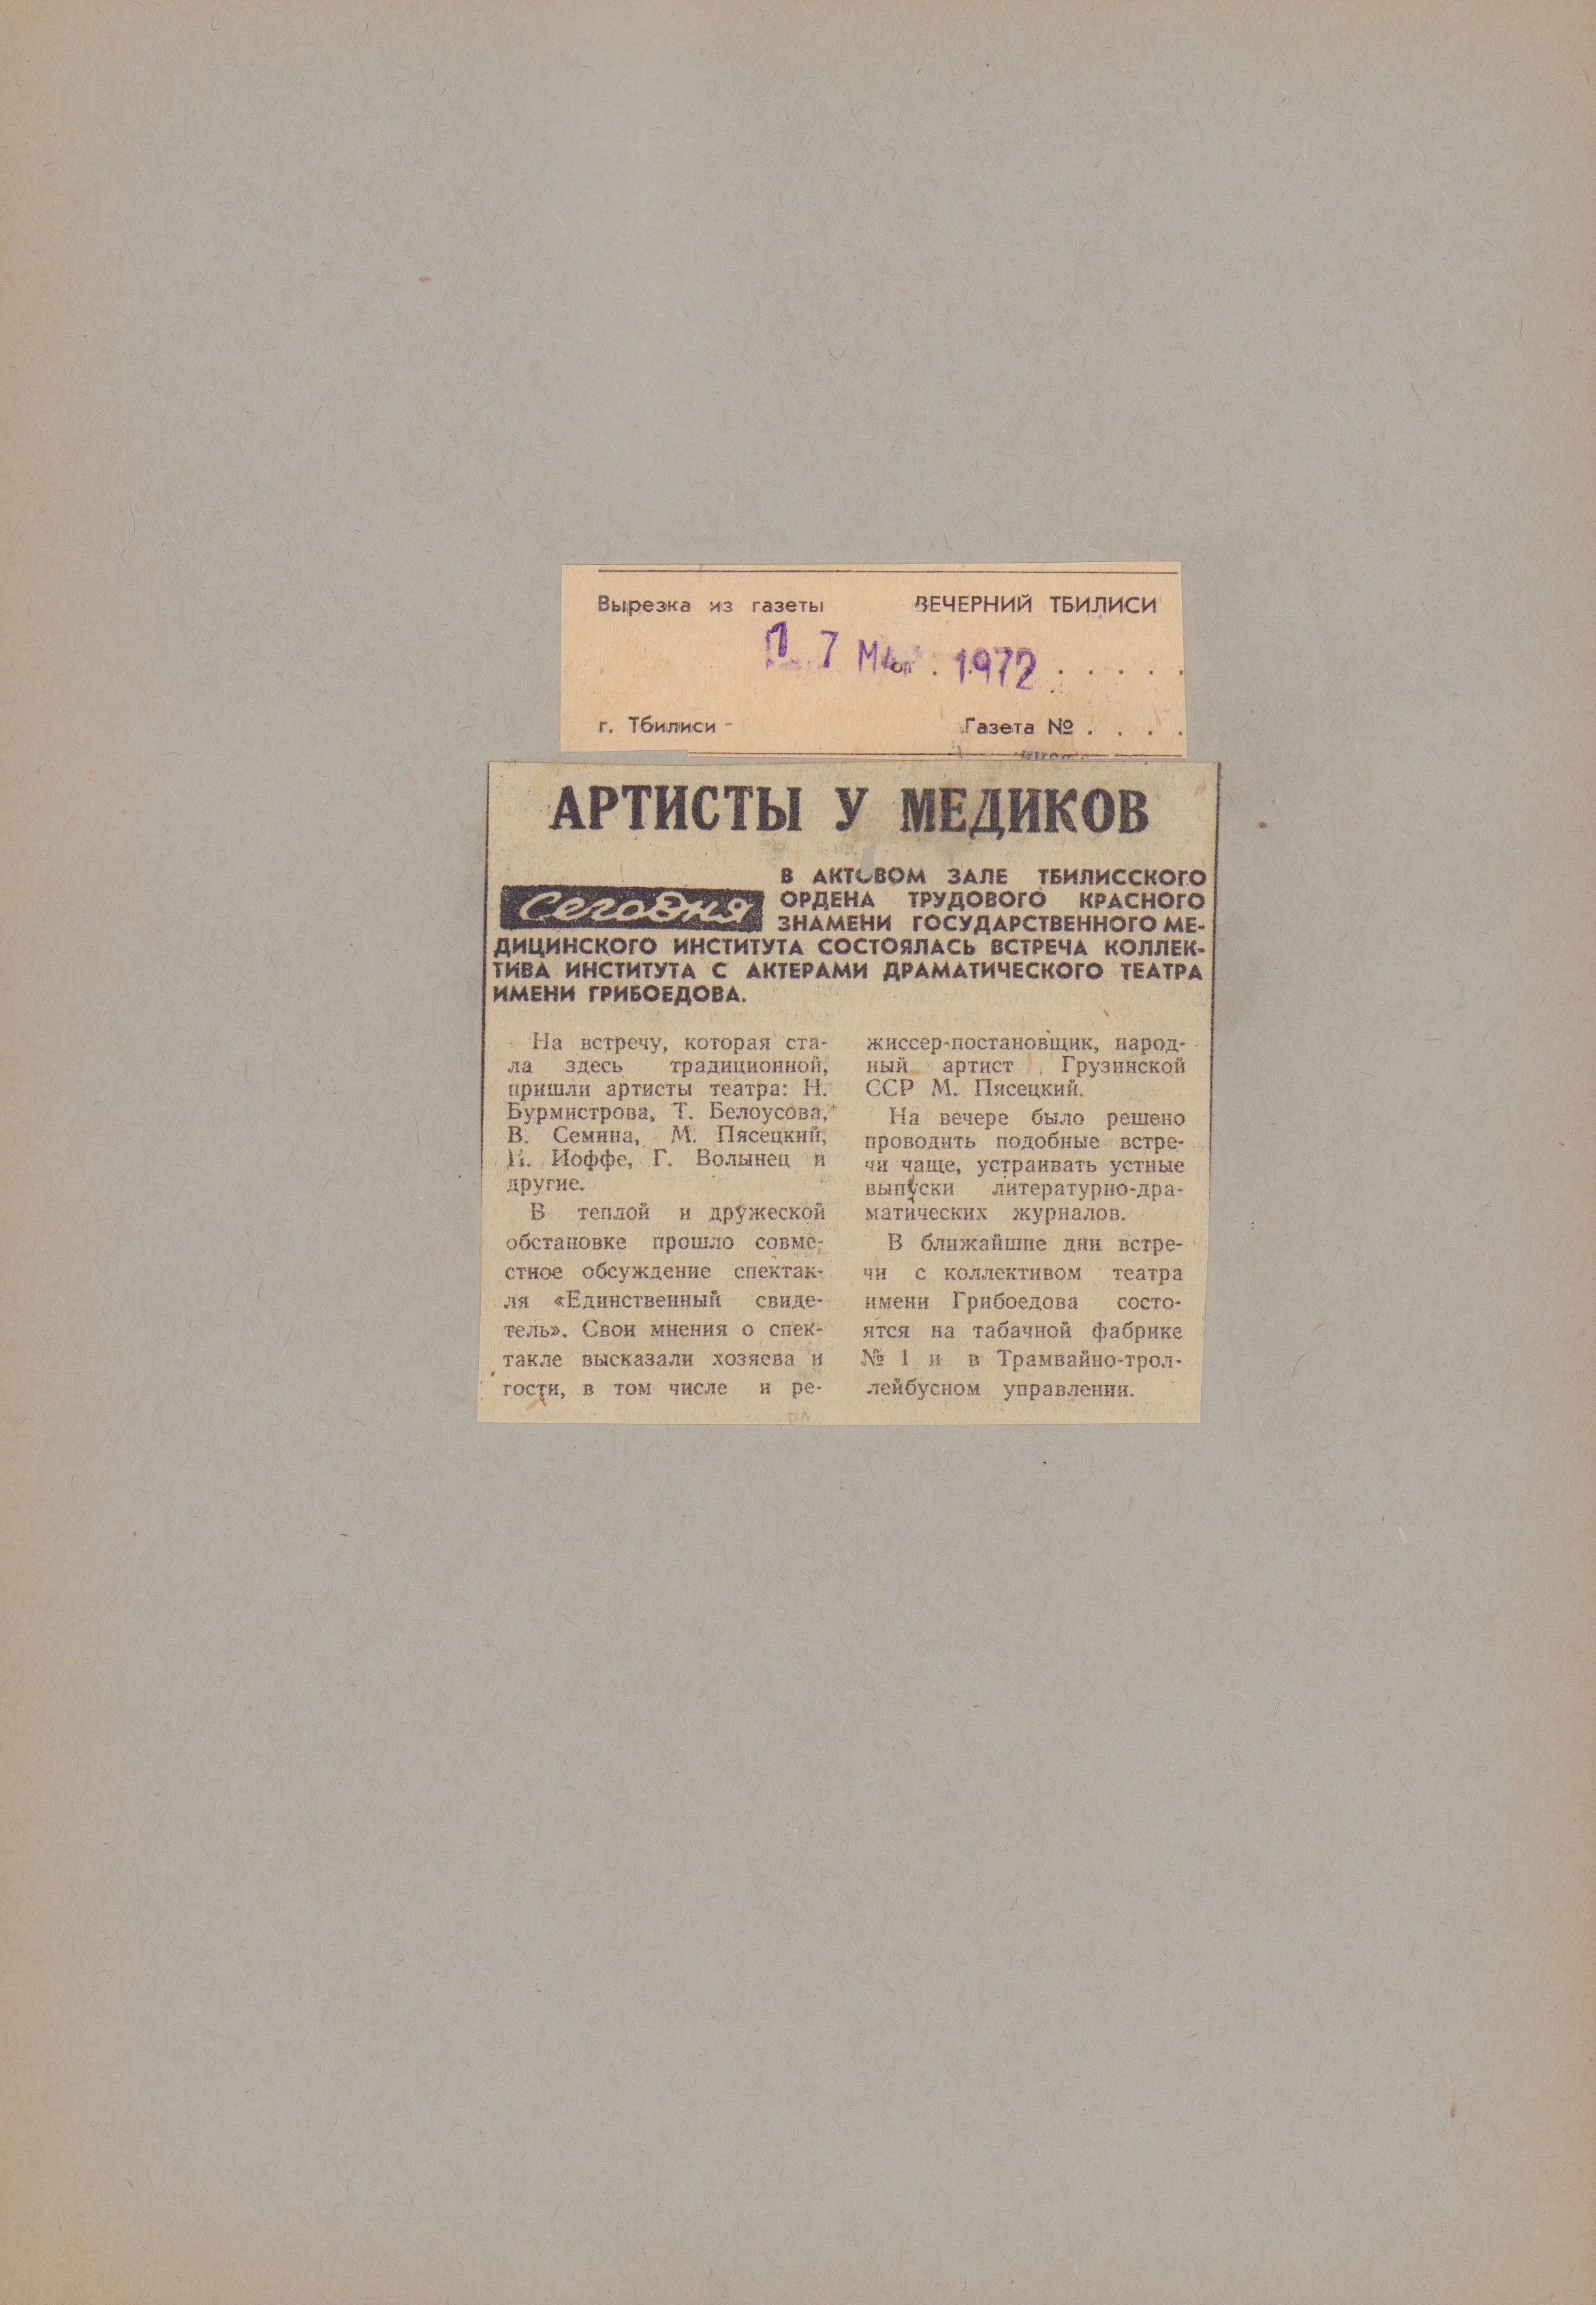 Вырезка из газеты ВЕЧЕРНИЙ ТБИЛИСИ
7 1972 . . . . .
г. Тбилиси Газета № . . . .
АРТИСТЫ У МЕДИКОВ
Сегодня
В АКТОВОМ ЗАЛЕ ТБИЛИССКОГО
ОРДЕНА ТРУДОВОГО КРАСНОГО
ЗНАМЕНИ ГОСУДАРСТВЕННОГО МЕ-
ДИЦИНСКОГО ИНСТИТУТА СОСТОЯЛАСЬ ВСТРЕЧА КОЛЛЕК-
ТИВА ИНСТИТУТА С АКТЕРАМИ ДРАМАТИЧЕСКОГО ТЕАТРА
ИМЕНИ ГРИБОЕДОВА.
На встречу, которая ста-
ла здесь традиционной,
пришли артисты театра: Н.
Бурмистрова, Т. Белоусова,
В. Семина, М. Пясецкий,
Иоффе, Г. Волынец и
другие.
В теплой и дружеской
обстановке прошло совме-
стное обсуждение спектак-
ля «Единственный свиде-
тель». Свои мнения о спек-
такле высказали хозяева и
гости, в том числе и ре-
жиссер-постановщик, народ-
ный артист Грузинской
ССР М. Пясецкий.
На вечере было решено
проводить подобные встре-
чи чаще, устраивать устные
выпуски литературно-дра-
матических журналов.
В ближайшие дни встре-
чи с коллективом театра
имени Грибоедова состо-
ятся на табачной фабрике
№ 1 и в Трамвайно-трол-
лейбусном управлении.